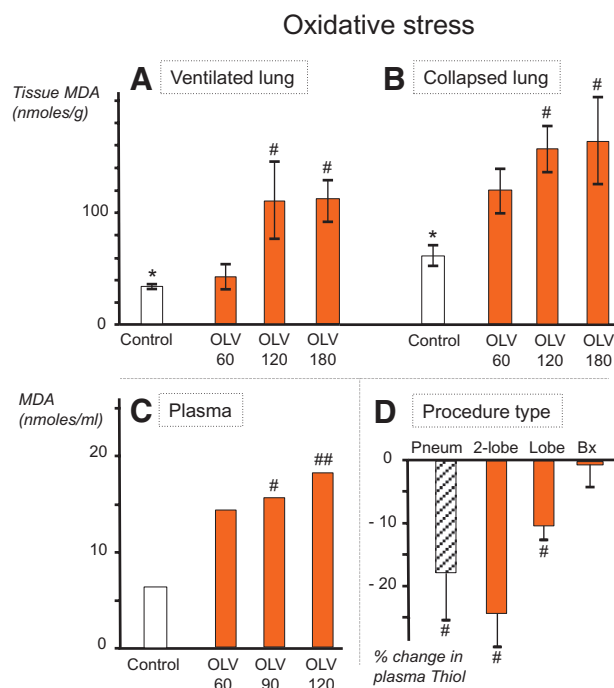 Oxidative stress
Tissue MDA
(nmoles/g)
A Ventilated lung
B Collapsed lung
# # # #
* *
100
0
Control OLV OLV OLV Control OLV OLV OLV
60 120 180 60 120 180
MDA
(nmoles/ml)
C Plasma
20
15
10
0
# ##
Control OLV OLV OLV
60 90 120
D Procedure type
Pneum 2-lobe Lobe Bx
0
- 10
- 20
# # #
% change in
plasma Thiol